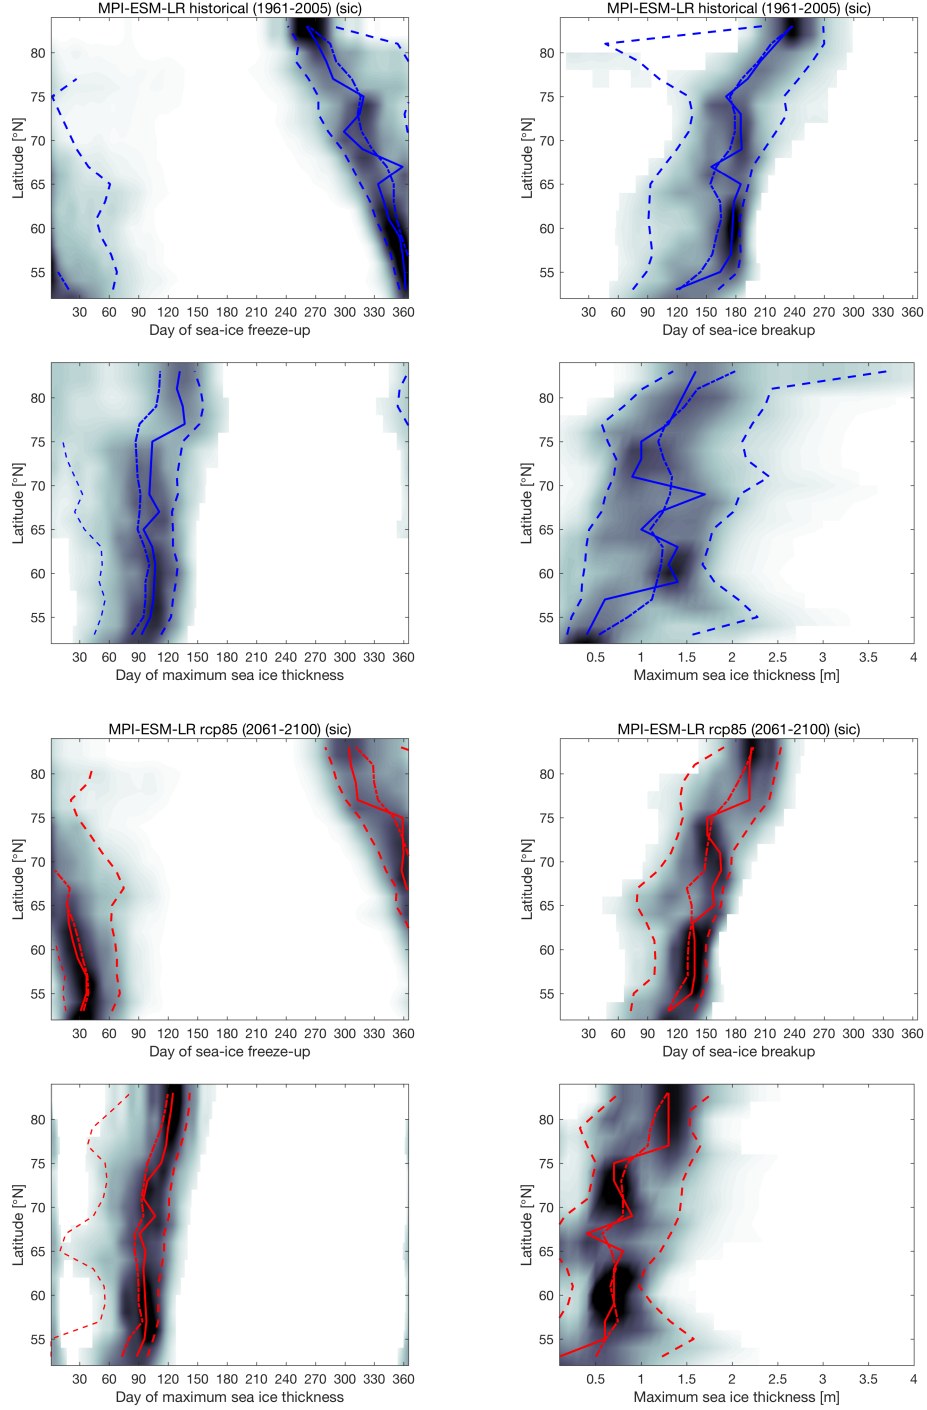 MPI-ESM-LR historical (1961-2005) (sic)
80
75
70
65
60
55
Latitude [°N]
30 60 90 120 150 180 210 240 270 300 330 360
Day of sea-ice freeze-up
MPI-ESM-LR historical (1961-2005) (sic)
80
75
70
65
60
55
Latitude [°N]
30 60 90 120 150 180 210 240 270 300 330 360
Day of sea-ice breakup
80
75
70
65
60
55
Latitude [°N]
30 60 90 120 150 180 210 240 270 300 330 360
Day of maximum sea ice thickness
80
75
70
65
60
55
Latitude [°N]
0.5 1 1.5 2 2.5 3 3.5 4
Maximum sea ice thickness [m]
MPI-ESM-LR rcp85 (2061-2100) (sic)
80
75
70
65
60
55
Latitude [°N]
30 60 90 120 150 180 210 240 270 300 330 360
Day of sea-ice freeze-up
MPI-ESM-LR rcp85 (2061-2100) (sic)
80
75
70
65
60
55
Latitude [°N]
30 60 90 120 150 180 210 240 270 300 330 360
Day of sea-ice breakup
80
75
70
65
60
55
Latitude [°N]
30 60 90 120 150 180 210 240 270 300 330 360
Day of maximum sea ice thickness
80
75
70
65
60
55
Latitude [°N]
0.5 1 1.5 2 2.5 3 3.5 4
Maximum sea ice thickness [m]